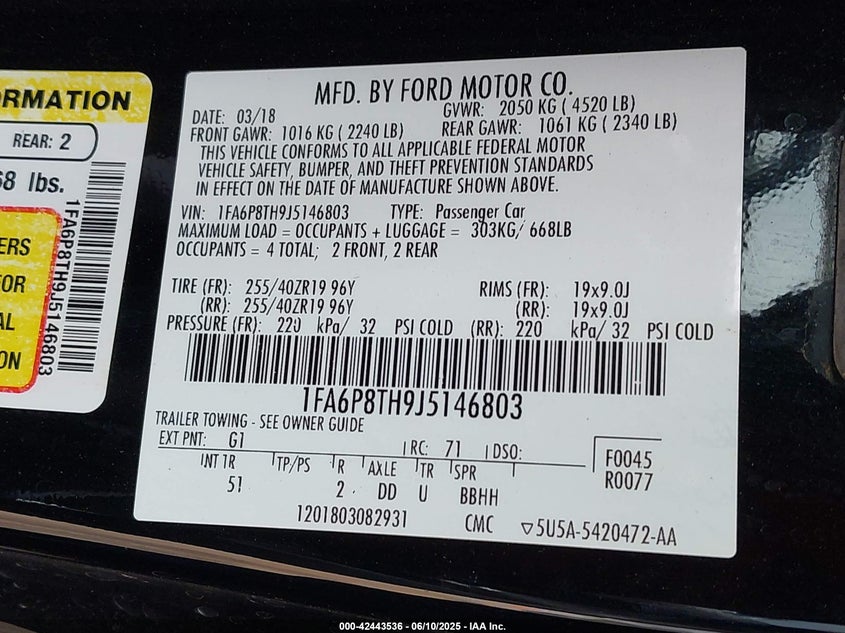 ORMATION
REAR: 2
68 lbs.
ERS
FOR
AL
ON
1FA6P8TH9J5146803
MFD. BY FORD MOTOR CO.
DATE: 03/18 GVWR: 2050 KG ( 4520 LB)
FRONT GAWR: 1016 KG ( 2240 LB) REAR GAWR: 1061 KG ( 2340 LB)
THIS VEHICLE CONFORMS TO ALL APPLICABLE FEDERAL MOTOR
VEHICLE SAFETY, BUMPER, AND THEFT PREVENTION STANDARDS
IN EFFECT ON THE DATE OF MANUFACTURE SHOWN ABOVE.
VIN: 1FA6P8TH9J5146803 TYPE: Passenger Car
MAXIMUM LOAD = OCCUPANTS + LUGGAGE = 303KG/ 668LB
OCCUPANTS = 4 TOTAL; 2 FRONT, 2 REAR
TIRE (FR): 255/40ZR19 96Y RIMS (FR): 19x9.0J
(RR): 255/40ZR19 96Y (RR): 19x9.0J
PRESSURE (FR): 220 kPa/ 32 PSI COLD (RR): 220 kPa/ 32 PSI COLD
1FA6P8TH9J5146803
TRAILER TOWING - SEE OWNER GUIDE
EXT PNT: G1 RC: 71 DSO: F0045
INT TR TP/PS R AXLE TR SPR R0077
51 2 DD U BBHH
1201803082931 CMC ▽5U5A-5420472-AA
000-42443536 - 06/10/2025 - IAA Inc.